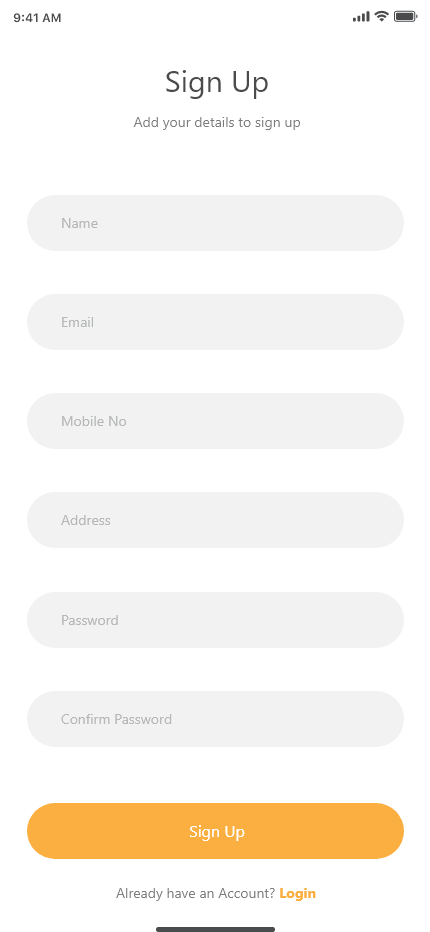 9:41 AM
Sign Up
Add your details to sign up
Name
Email
Mobile No
Address
Password
Confirm Password
Sign Up
Already have an Account? Login